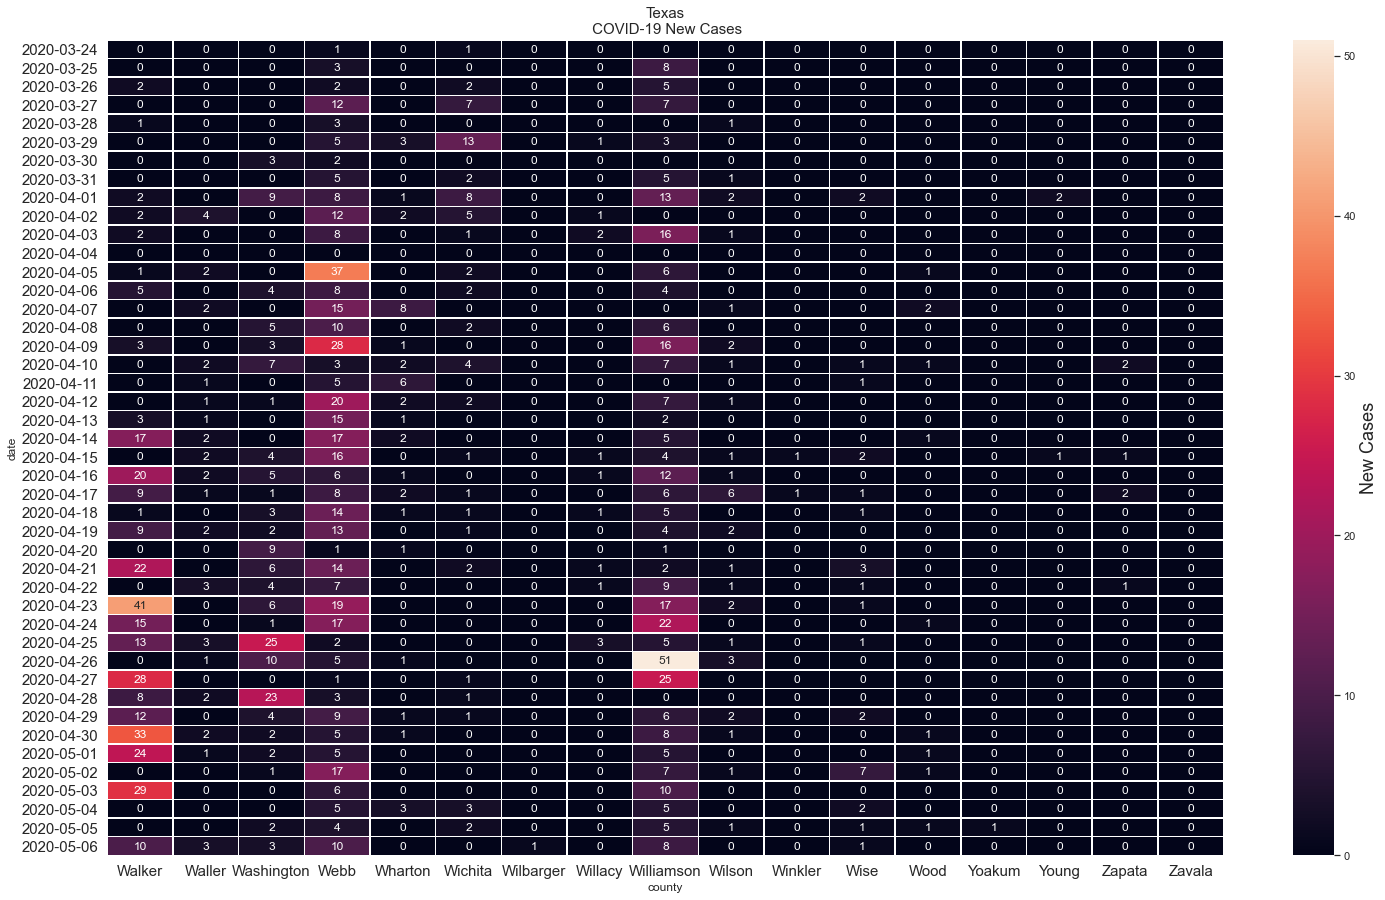 Texas
COVID-19 New Cases
2020-03-24 0 0 0 1 0 1 0 0 0 0 0 0 0 0 0 0 0
2020-03-25 0 0 0 3 0 0 0 0 8 0 0 0 0 0 0 0 0
2020-03-26 2 0 0 2 0 2 0 0 5 0 0 0 0 0 0 0 0
2020-03-27 0 0 0 12 0 7 0 0 7 0 0 0 0 0 0 0 0
2020-03-28 1 0 0 3 0 0 0 0 0 1 0 0 0 0 0 0 0
2020-03-29 0 0 0 5 3 13 0 1 3 0 0 0 0 0 0 0 0
2020-03-30 0 0 3 2 0 0 0 0 0 0 0 0 0 0 0 0 0
2020-03-31 0 0 0 5 0 2 0 0 5 1 0 0 0 0 0 0 0
2020-04-01 2 0 9 8 1 8 0 0 13 2 0 2 0 0 2 0 0
2020-04-02 2 4 0 12 2 5 0 1 0 0 0 0 0 0 0 0 0
2020-04-03 2 0 0 8 0 1 0 2 16 1 0 0 0 0 0 0 0
2020-04-04 0 0 0 0 0 0 0 0 0 0 0 0 0 0 0 0 0
2020-04-05 1 2 0 37 0 2 0 0 6 0 0 0 1 0 0 0 0
2020-04-06 5 0 4 8 0 2 0 0 4 0 0 0 0 0 0 0 0
2020-04-07 0 2 0 15 8 0 0 0 0 1 0 0 2 0 0 0 0
2020-04-08 0 0 5 10 0 2 0 0 6 0 0 0 0 0 0 0 0
2020-04-09 3 0 3 28 1 0 0 0 16 2 0 0 0 0 0 0 0
2020-04-10 0 2 7 3 2 4 0 0 7 1 0 1 1 0 0 2 0
2020-04-11 0 1 0 5 6 0 0 0 0 0 0 1 0 0 0 0 0
2020-04-12 0 1 1 20 2 2 0 0 7 1 0 0 0 0 0 0 0
2020-04-13 3 1 0 15 1 0 0 0 2 0 0 0 0 0 0 0 0
2020-04-14 17 2 0 17 2 0 0 0 5 0 0 0 1 0 0 0 0
2020-04-15 0 2 4 16 0 1 0 1 4 1 1 2 0 0 1 1 0
2020-04-16 20 2 5 6 1 0 0 1 12 1 0 0 0 0 0 0 0
2020-04-17 9 1 1 8 2 1 0 0 6 6 1 1 0 0 0 2 0
2020-04-18 1 0 3 14 1 1 0 1 5 0 0 1 0 0 0 0 0
2020-04-19 9 2 2 13 0 1 0 0 4 2 0 0 0 0 0 0 0
2020-04-20 0 0 9 1 1 0 0 0 1 0 0 0 0 0 0 0 0
2020-04-21 22 0 6 14 0 2 0 1 2 1 0 3 0 0 0 0 0
2020-04-22 0 3 4 7 0 0 0 1 9 1 0 1 0 0 0 1 0
2020-04-23 41 0 6 19 0 0 0 0 17 2 0 1 0 0 0 0 0
2020-04-24 15 0 1 17 0 0 0 0 22 0 0 0 1 0 0 0 0
2020-04-25 13 3 25 2 0 0 0 3 5 1 0 1 0 0 0 0 0
2020-04-26 0 1 10 5 1 0 0 0 51 3 0 0 0 0 0 0 0
2020-04-27 28 0 0 1 0 1 0 0 25 0 0 0 0 0 0 0 0
2020-04-28 8 2 23 3 0 1 0 0 0 0 0 0 0 0 0 0 0
2020-04-29 12 0 4 9 1 1 0 0 6 2 0 2 0 0 0 0 0
2020-04-30 33 2 2 5 1 0 0 0 8 1 0 0 1 0 0 0 0
2020-05-01 24 1 2 5 0 0 0 0 5 0 0 0 1 0 0 0 0
2020-05-02 0 0 1 17 0 0 0 0 7 1 0 7 1 0 0 0 0
2020-05-03 29 0 0 6 0 0 0 0 10 0 0 0 0 0 0 0 0
2020-05-04 0 0 0 5 3 3 0 0 5 0 0 2 0 0 0 0 0
2020-05-05 0 0 2 4 0 2 0 0 5 1 0 1 1 1 0 0 0
2020-05-06 10 3 3 10 0 0 1 0 8 0 0 1 0 0 0 0 0
Walker Waller Washington Webb Wharton Wichita Wilbarger Willacy Williamson Wilson Winkler Wise Wood Yoakum Young Zapata Zavala
county
date
50
40
30
20
10
0
New Cases